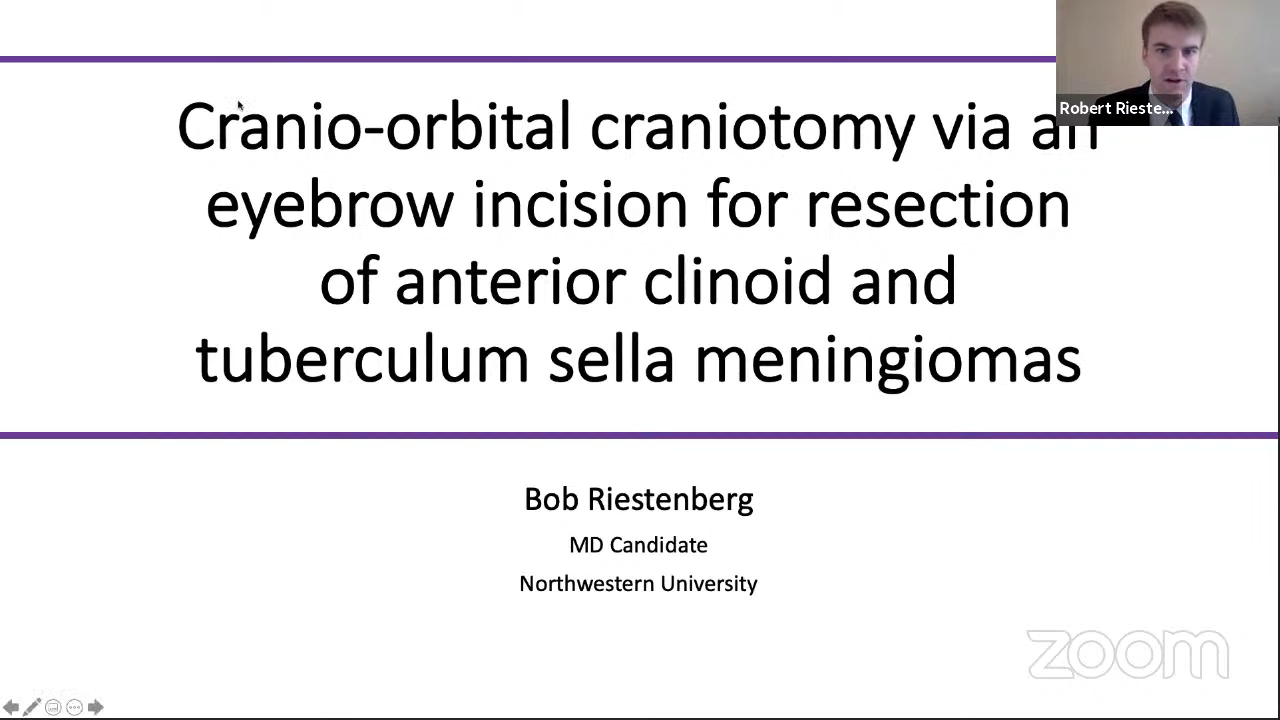 Cranio-orbital craniotomy via an
eyebrow incision for resection
of anterior clinoid and
tuberculum sella meningiomas
Robert Rieste...
Bob Riestenberg
MD Candidate
Northwestern University
zoom